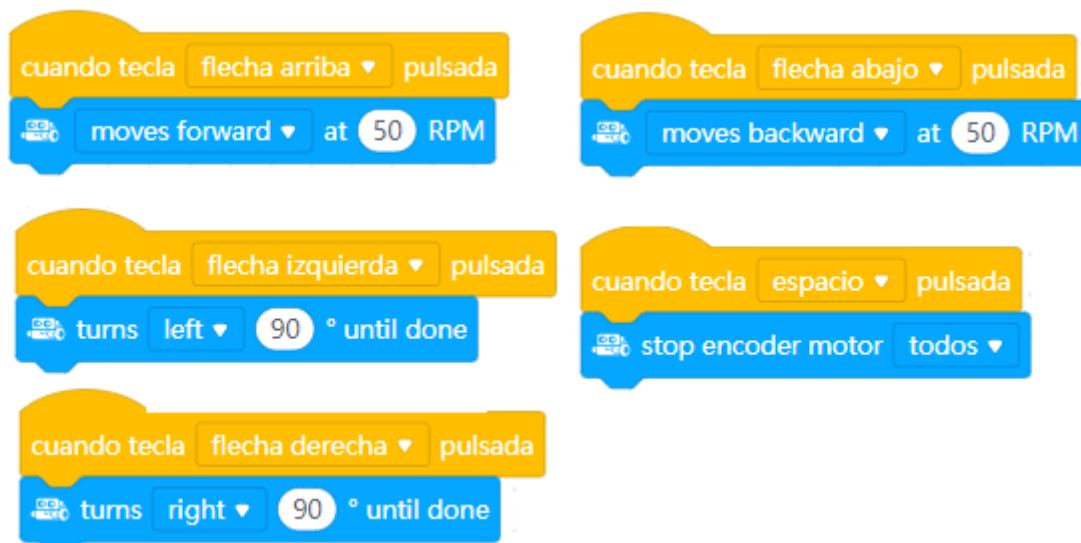 cuando tecla flecha arriba pulsada
moves forward at 50 RPM
cuando tecla flecha abajo pulsada
moves backward at 50 RPM
cuando tecla flecha izquierda pulsada
turns left 90 ° until done
cuando tecla espacio pulsada
stop encoder motor todos
cuando tecla flecha derecha pulsada
turns right 90 ° until done